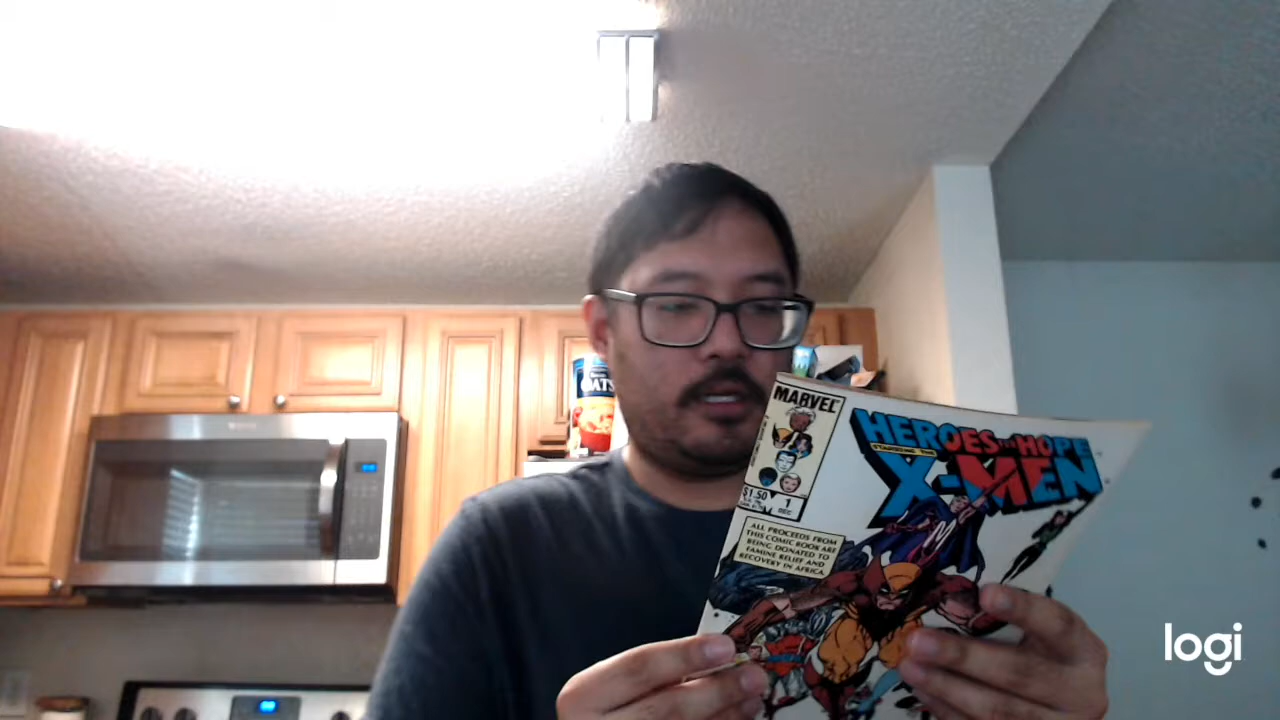 OATS
MARVEL
HEROES FOR HOPE
STARRING THE
X-MEN
$1.50
1
DEC
ALL PROCEEDS FROM
THIS COMIC BOOK ARE
BEING DONATED TO
FAMINE RELIEF AND
RECOVERY IN AFRICA.
logi